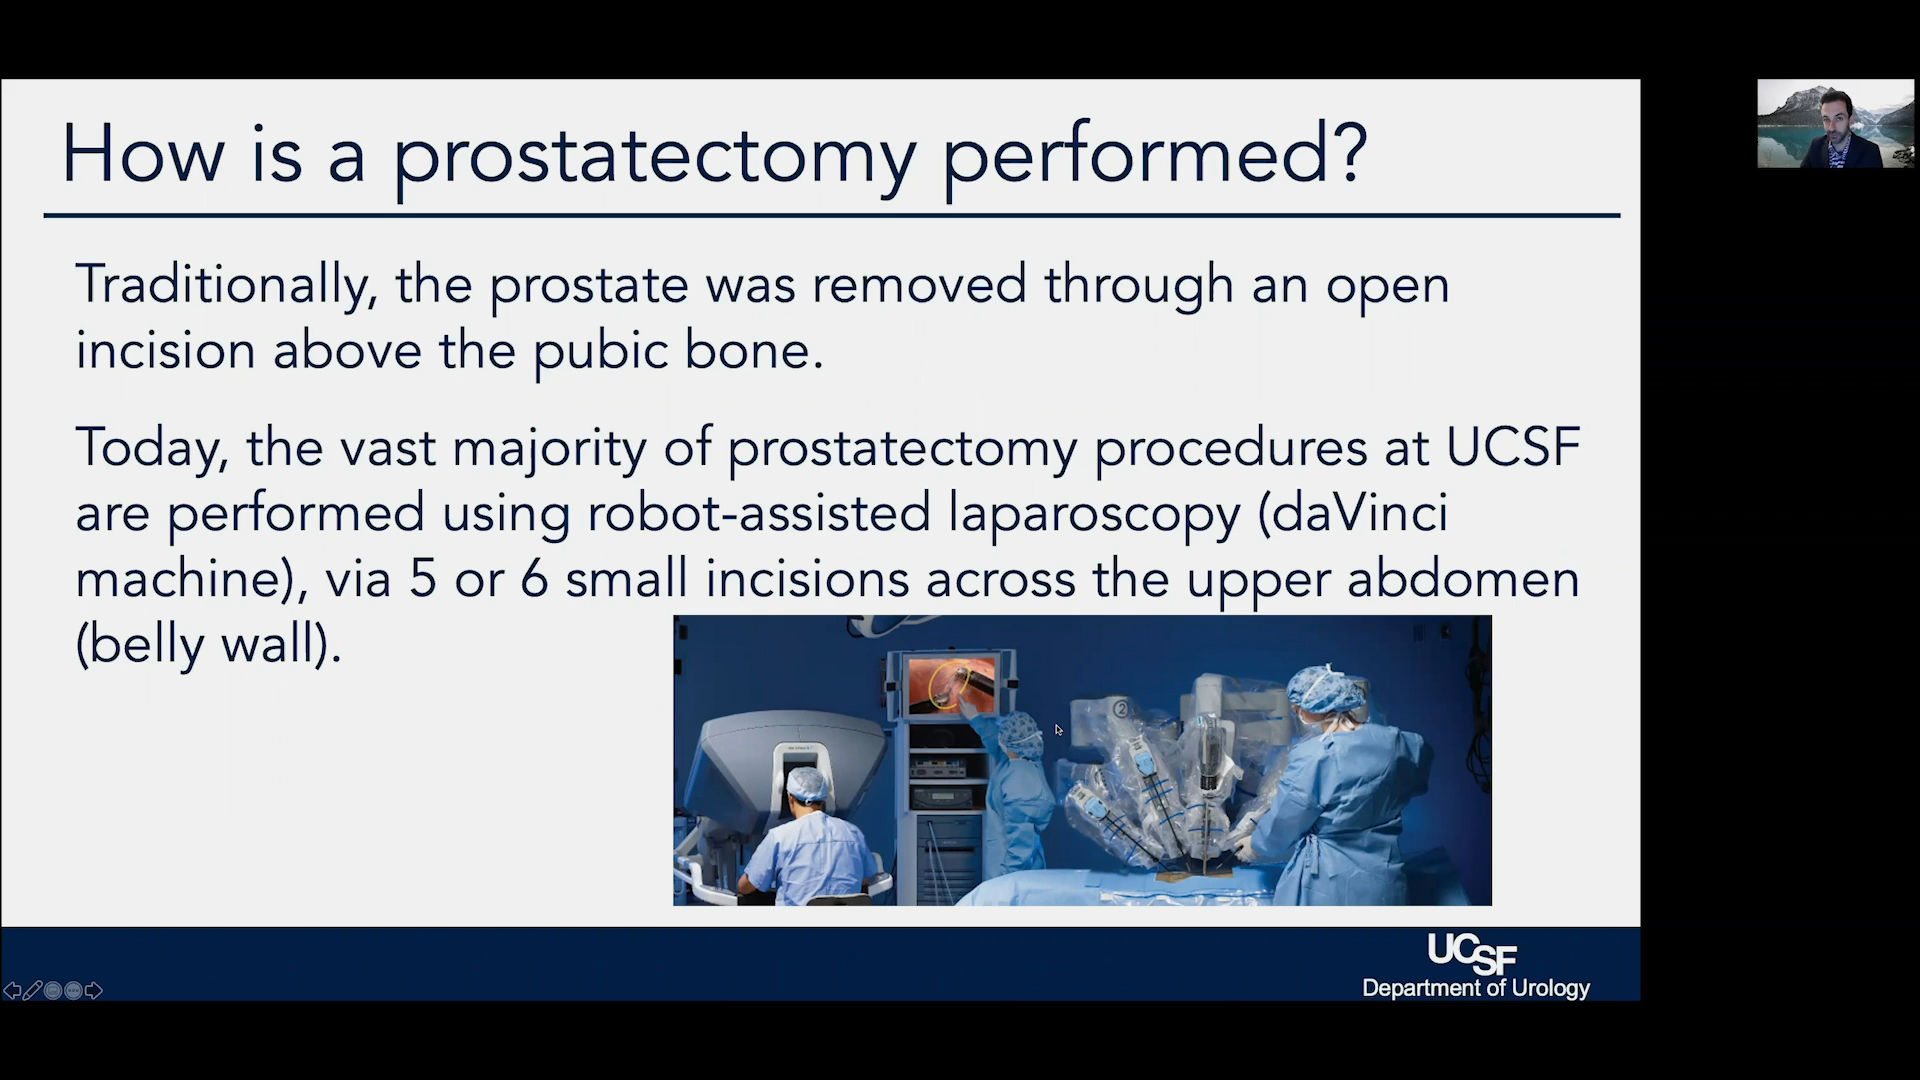 How is a prostatectomy performed?
Traditionally, the prostate was removed through an open
incision above the pubic bone.
Today, the vast majority of prostatectomy procedures at UCSF
are performed using robot-assisted laparoscopy (daVinci
machine), via 5 or 6 small incisions across the upper abdomen
(belly wall).
2
UCSF
Department of Urology